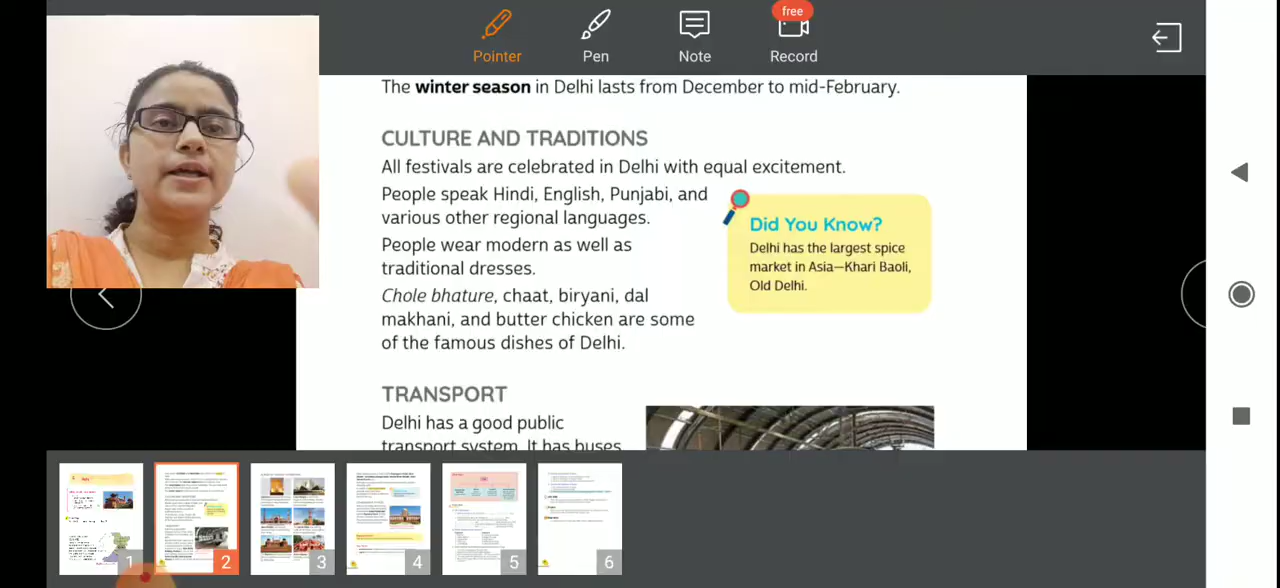 free
Pointer
Pen
Note
Record
The winter season in Delhi lasts from December to mid-February.
CULTURE AND TRADITIONS
All festivals are celebrated in Delhi with equal excitement.
People speak Hindi, English, Punjabi, and
various other regional languages.
People wear modern as well as
traditional dresses.
Chole bhature, chaat, biryani, dal
makhani, and butter chicken are some
of the famous dishes of Delhi.
Did You Know?
Delhi has the largest spice
market in Asia—Khari Baoli,
Old Delhi.
TRANSPORT
Delhi has a good public
transport system. It has buses
1
2
3
4
5
6